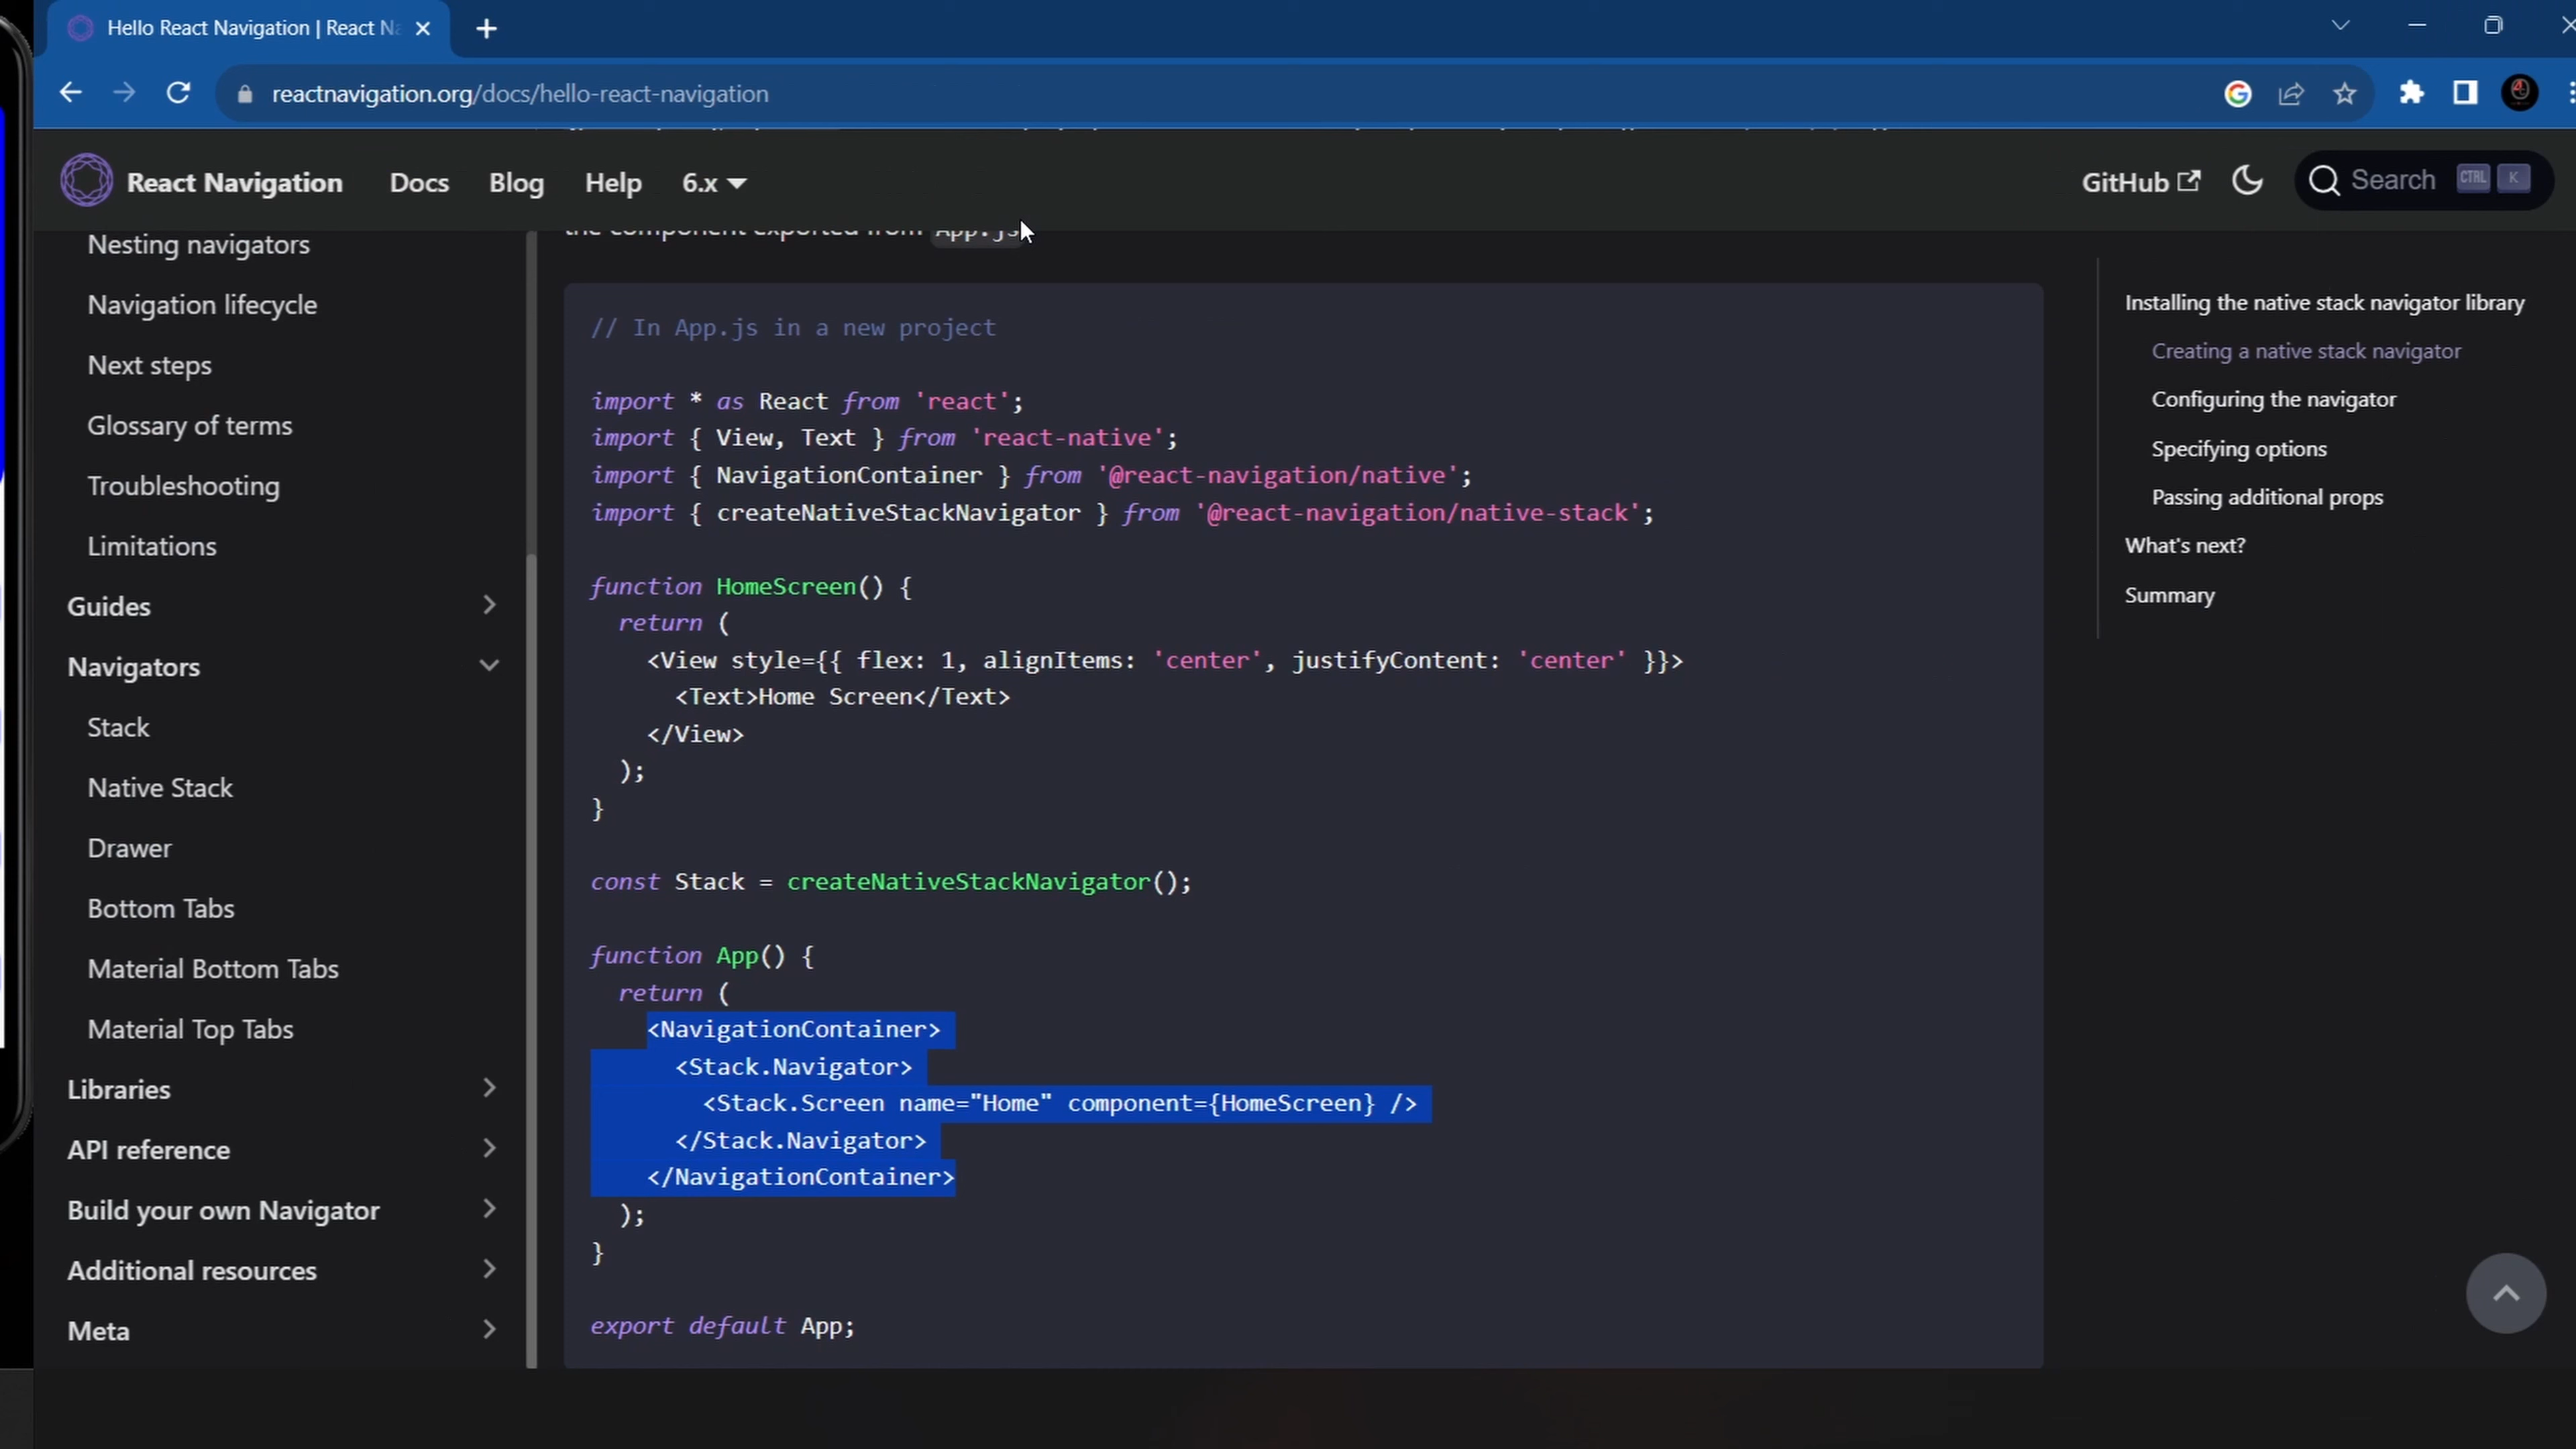 Hello React Navigation | React Na
reactnavigation.org/docs/hello-react-navigation
React Navigation
Docs
Blog
Help
6.x
GitHub
Search
CTRL
K
Nesting navigators
Navigation lifecycle
Next steps
Glossary of terms
Troubleshooting
Limitations
Guides
Navigators
Stack
Native Stack
Drawer
Bottom Tabs
Material Bottom Tabs
Material Top Tabs
Libraries
API reference
Build your own Navigator
Additional resources
Meta
the component exported from App.js
// In App.js in a new project
import * as React from 'react';
import { View, Text } from 'react-native';
import { NavigationContainer } from '@react-navigation/native';
import { createNativeStackNavigator } from '@react-navigation/native-stack';
function HomeScreen() {
return (
<View style={{ flex: 1, alignItems: 'center', justifyContent: 'center' }}>
<Text>Home Screen</Text>
</View>
);
}
const Stack = createNativeStackNavigator();
function App() {
return (
<NavigationContainer>
<Stack.Navigator>
<Stack.Screen name="Home" component={HomeScreen} />
</Stack.Navigator>
</NavigationContainer>
);
}
export default App;
Installing the native stack navigator library
Creating a native stack navigator
Configuring the navigator
Specifying options
Passing additional props
What's next?
Summary